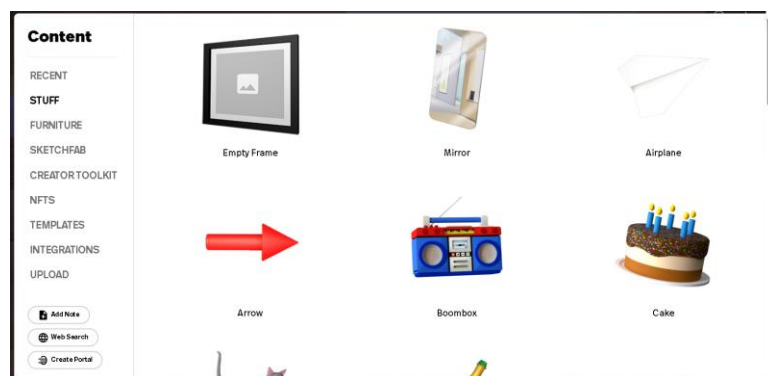 Content
RECENT
STUFF
FURNITURE
SKETCHFAB
CREATOR TOOLKIT
NFTS
TEMPLATES
INTEGRATIONS
UPLOAD
Add Note
Web Search
Create Portal
Empty Frame
Mirror
Airplane
Arrow
Boombox
Cake